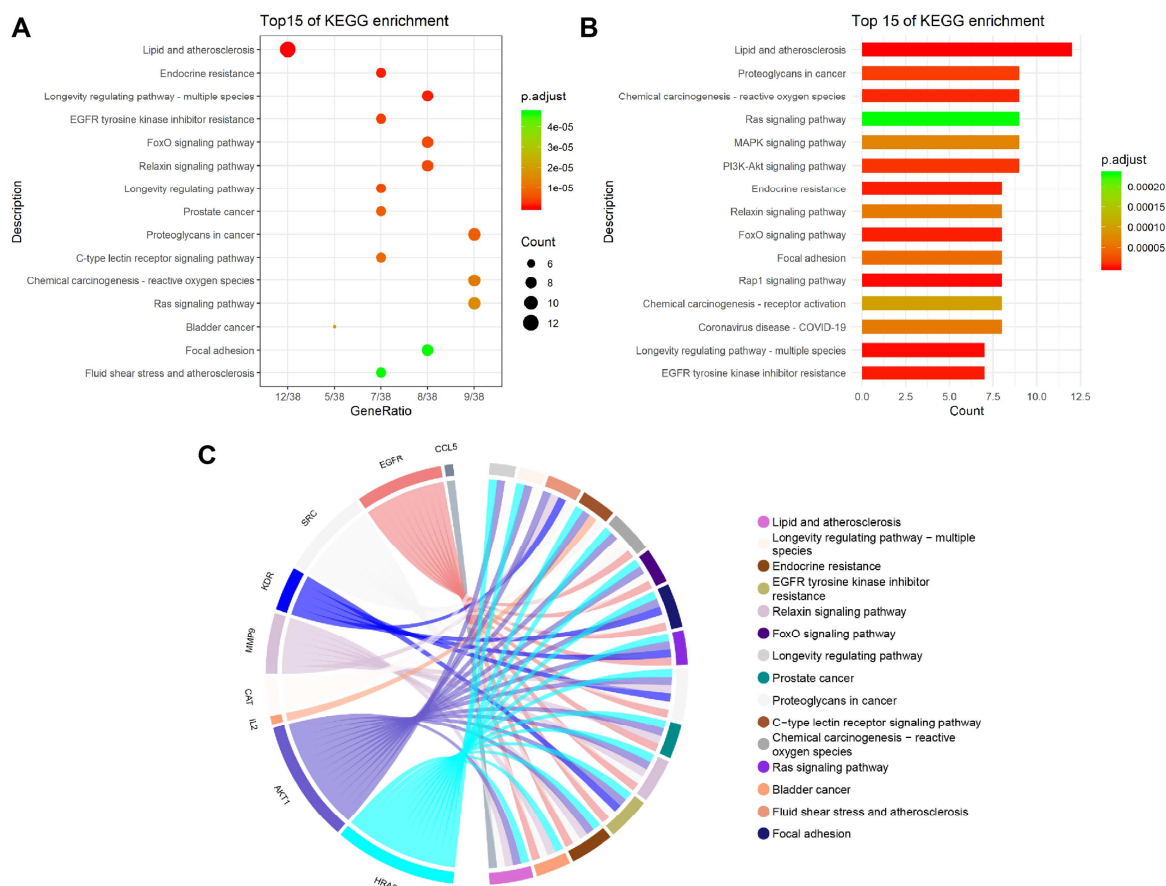 A
Top15 of KEGG enrichment
Description
Lipid and atherosclerosis
Endocrine resistance
Longevity regulating pathway - multiple species
EGFR tyrosine kinase inhibitor resistance
FoxO signaling pathway
Relaxin signaling pathway
Longevity regulating pathway
Prostate cancer
Proteoglycans in cancer
C-type lectin receptor signaling pathway
Chemical carcinogenesis - reactive oxygen species
Ras signaling pathway
Bladder cancer
Focal adhesion
Fluid shear stress and atherosclerosis
12/38 5/38 7/38 8/38 9/38
GeneRatio
p.adjust
4e-05
3e-05
2e-05
1e-05
Count
6
8
10
12
B
Top 15 of KEGG enrichment
Description
Lipid and atherosclerosis
Proteoglycans in cancer
Chemical carcinogenesis - reactive oxygen species
Ras signaling pathway
MAPK signaling pathway
PI3K-Akt signaling pathway
Endocrine resistance
Relaxin signaling pathway
FoxO signaling pathway
Focal adhesion
Rap1 signaling pathway
Chemical carcinogenesis - receptor activation
Coronavirus disease - COVID-19
Longevity regulating pathway - multiple species
EGFR tyrosine kinase inhibitor resistance
0.0 2.5 5.0 7.5 10.0 12.5
Count
p.adjust
0.00020
0.00015
0.00010
0.00005
C
CCL5
EGFR
SRC
KDR
MMP9
CAT
IL2
AKT1
Lipid and atherosclerosis
Longevity regulating pathway − multiple
species
Endocrine resistance
EGFR tyrosine kinase inhibitor
resistance
Relaxin signaling pathway
FoxO signaling pathway
Longevity regulating pathway
Prostate cancer
Proteoglycans in cancer
C−type lectin receptor signaling pathway
Chemical carcinogenesis − reactive
oxygen species
Ras signaling pathway
Bladder cancer
Fluid shear stress and atherosclerosis
Focal adhesion